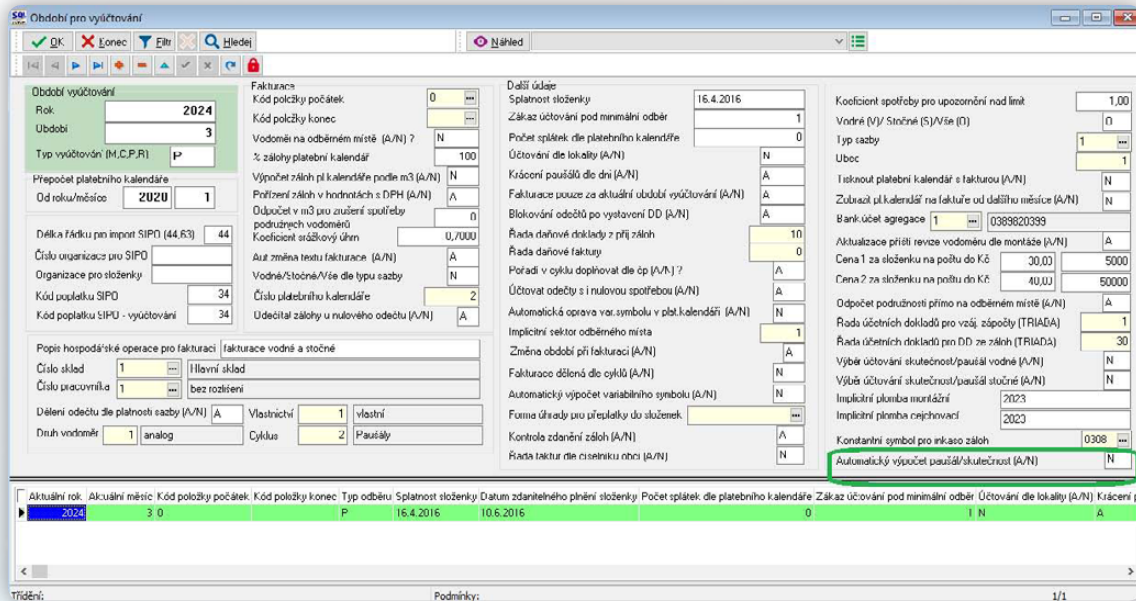 Období pro vyúčtování
OK Konec Filtr Hledej Náhled
Období vyúčtování
Rok 2024
Období 3
Typ vyúčtování (M,C,P,R) P
Přepočet platebního kalendáře
Od roku/měsíce 2020 1
Délka řádku pro import SIPO (44,63) 44
Číslo organizace pro SIPO
Organizace pro složenky
Kód poplatku SIPO 34
Kód poplatku SIPO - vyúčtování 34
Fakturace
Kód položky počátek 0
Kód položky konec
Vodoměr na odběrném místě (A/N) ? N
% zálohy platební kalendář 100
Výpočet záloh pl.kalendáře podle m3 (A/N) N
Pořízení záloh v hodnotách s DPH (A/N) A
Odpočet v m3 pro zrušení spotřeby podružných vodoměrů 0
Koeficient srážkový úhrn 0,7000
Aut.změna textu fakturace (A/N) A
Vodné/Stočné/Vše dle typu sazby N
Číslo platebního kalendáře 2
Odečítat zálohy u nulového odečtu (A/N) A
Popis hospodářské operace pro fakturaci fakturace vodné a stočné
Číslo sklad 1 Hlavní sklad
Číslo pracovníka 1 bez rozlišení
Dělení odečtu dle platnosti sazby (A/N) A Vlastnictví 1 vlastní
Druh vodoměr 1 analog Cyklus 2 Paušály
Další údaje
Splatnost složenky 16.4.2016
Zákaz účtování pod minimální odběr 1
Počet splátek dle platebního kalendáře 0
Účtování dle lokality (A/N) N
Krácení paušálů dle dní (A/N) A
Fakturace pouze za aktuální období vyúčtování (A/N) A
Blokování odečtů po vystavení DD (A/N) A
Řada daňové doklady z přij záloh 10
Řada daňové faktury 0
Pořadí v cyklu doplňovat dle čp (A/N) ? A
Účtovat odečty s i nulovou spotřebou (A/N) A
Automatická oprava var.symbolu v plat.kalendáři (A/N) N
Implicitní sektor odběrného místa 1
Změna období při fakturaci (A/N) A
Fakturace dělená dle cyklů (A/N) N
Automatický výpočet variabilního symbolu (A/N) N
Forma úhrady pro přeplatky do složenek
Kontrola zdanění záloh (A/N) A
Řada faktur dle číselníku obcí (A/N) N
Koeficient spotřeby pro upozornění nad limit 1,00
Vodné (V)/ Stočné (S)/Vše (O) O
Typ sazby 1
Obec 1
Tisknout platební kalendář s fakturou (A/N) N
Zobrazit pl.kalendář na faktuře od dalšího měsíce (A/N) N
Bank.účet agregace 1 0389820399
Aktualizace příští revize vodoměru dle montáže (A/N) A
Cena 1 za složenku na poštu do Kč 30,00 5000
Cena 2 za složenku na poštu do Kč 40,00 50000
Odpočet podružnosti přímo na odběrném místě (A/N) A
Řada účetních dokladů pro vzáj. zápočty (TRIADA) 1
Řada účetních dokladů pro DD ze záloh (TRIADA) 30
Výběr účtování skutečnost/paušál vodné (A/N) N
Výběr účtování skutečnost/paušál stočné (A/N) N
Implicitní plomba montážní 2023
Implicitní plomba cejchovací 2023
Konstantní symbol pro inkaso záloh 0308
Automatický výpočet paušál/skutečnost (A/N) N
Aktuální rok Aktuální měsíc Kód položky počátek Kód položky konec Typ odběru Splatnost složenky Datum zdanitelného plnění složenky Počet splátek dle platebního kalendáře Zákaz účtování pod minimální odběr Účtování dle lokality (A/N) Krácení p
2024 3 0 P 16.4.2016 10.6.2016 0 1 N A
Třídění: Podmínky: 1/1